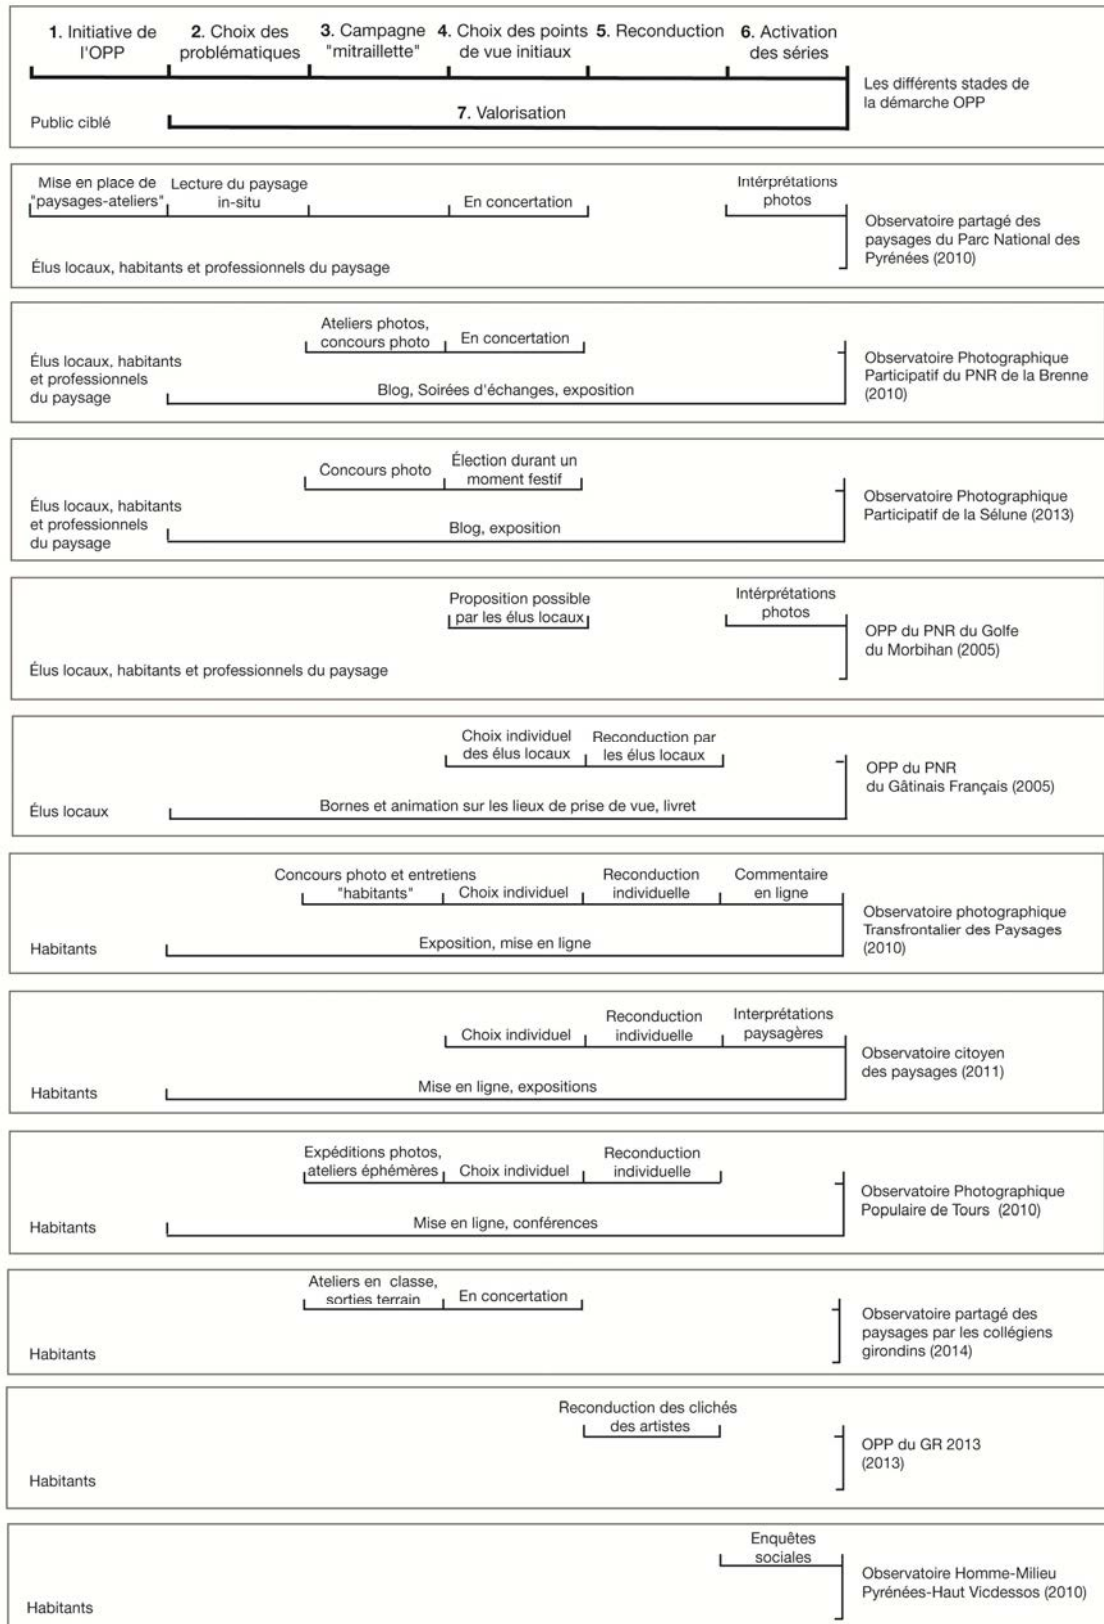 1. Initiative de
l'OPP
2. Choix des
problématiques
3. Campagne
"mitraillette"
4. Choix des points
de vue initiaux
5. Reconduction
6. Activation
des séries
Les différents stades de
la démarche OPP
7. Valorisation
Public ciblé
Mise en place de
"paysages-ateliers"
Lecture du paysage
in-situ
En concertation
Intérprétations
photos
Observatoire partagé des
paysages du Parc National des
Pyrénées (2010)
Élus locaux, habitants et professionnels du paysage
Ateliers photos,
concours photo
En concertation
Élus locaux, habitants
et professionnels
du paysage
Blog, Soirées d'échanges, exposition
Observatoire Photographique
Participatif du PNR de la Brenne
(2010)
Concours photo
Élection durant un
moment festif
Élus locaux, habitants
et professionnels
du paysage
Blog, exposition
Observatoire Photographique
Participatif de la Sélune (2013)
Proposition possible
par les élus locaux
Intérprétations
photos
OPP du PNR du Golfe
du Morbihan (2005)
Élus locaux, habitants et professionnels du paysage
Choix individuel
des élus locaux
Reconduction par
les élus locaux
OPP du PNR
du Gâtinais Français (2005)
Bornes et animation sur les lieux de prise de vue, livret
Élus locaux
Concours photo et entretiens
"habitants"
Choix individuel
Reconduction
individuelle
Commentaire
en ligne
Observatoire photographique
Transfrontalier des Paysages
(2010)
Exposition, mise en ligne
Habitants
Choix individuel
Reconduction
individuelle
Interprétations
paysagères
Observatoire citoyen
des paysages (2011)
Mise en ligne, expositions
Habitants
Expéditions photos,
ateliers éphémères
Choix individuel
Reconduction
individuelle
Observatoire Photographique
Populaire de Tours (2010)
Mise en ligne, conférences
Habitants
Ateliers en classe,
sorties terrain
En concertation
Observatoire partagé des
paysages par les collégiens
girondins (2014)
Habitants
Reconduction des clichés
des artistes
OPP du GR 2013
(2013)
Habitants
Enquêtes
sociales
Observatoire Homme-Milieu
Pyrénées-Haut Vicdessos (2010)
Habitants